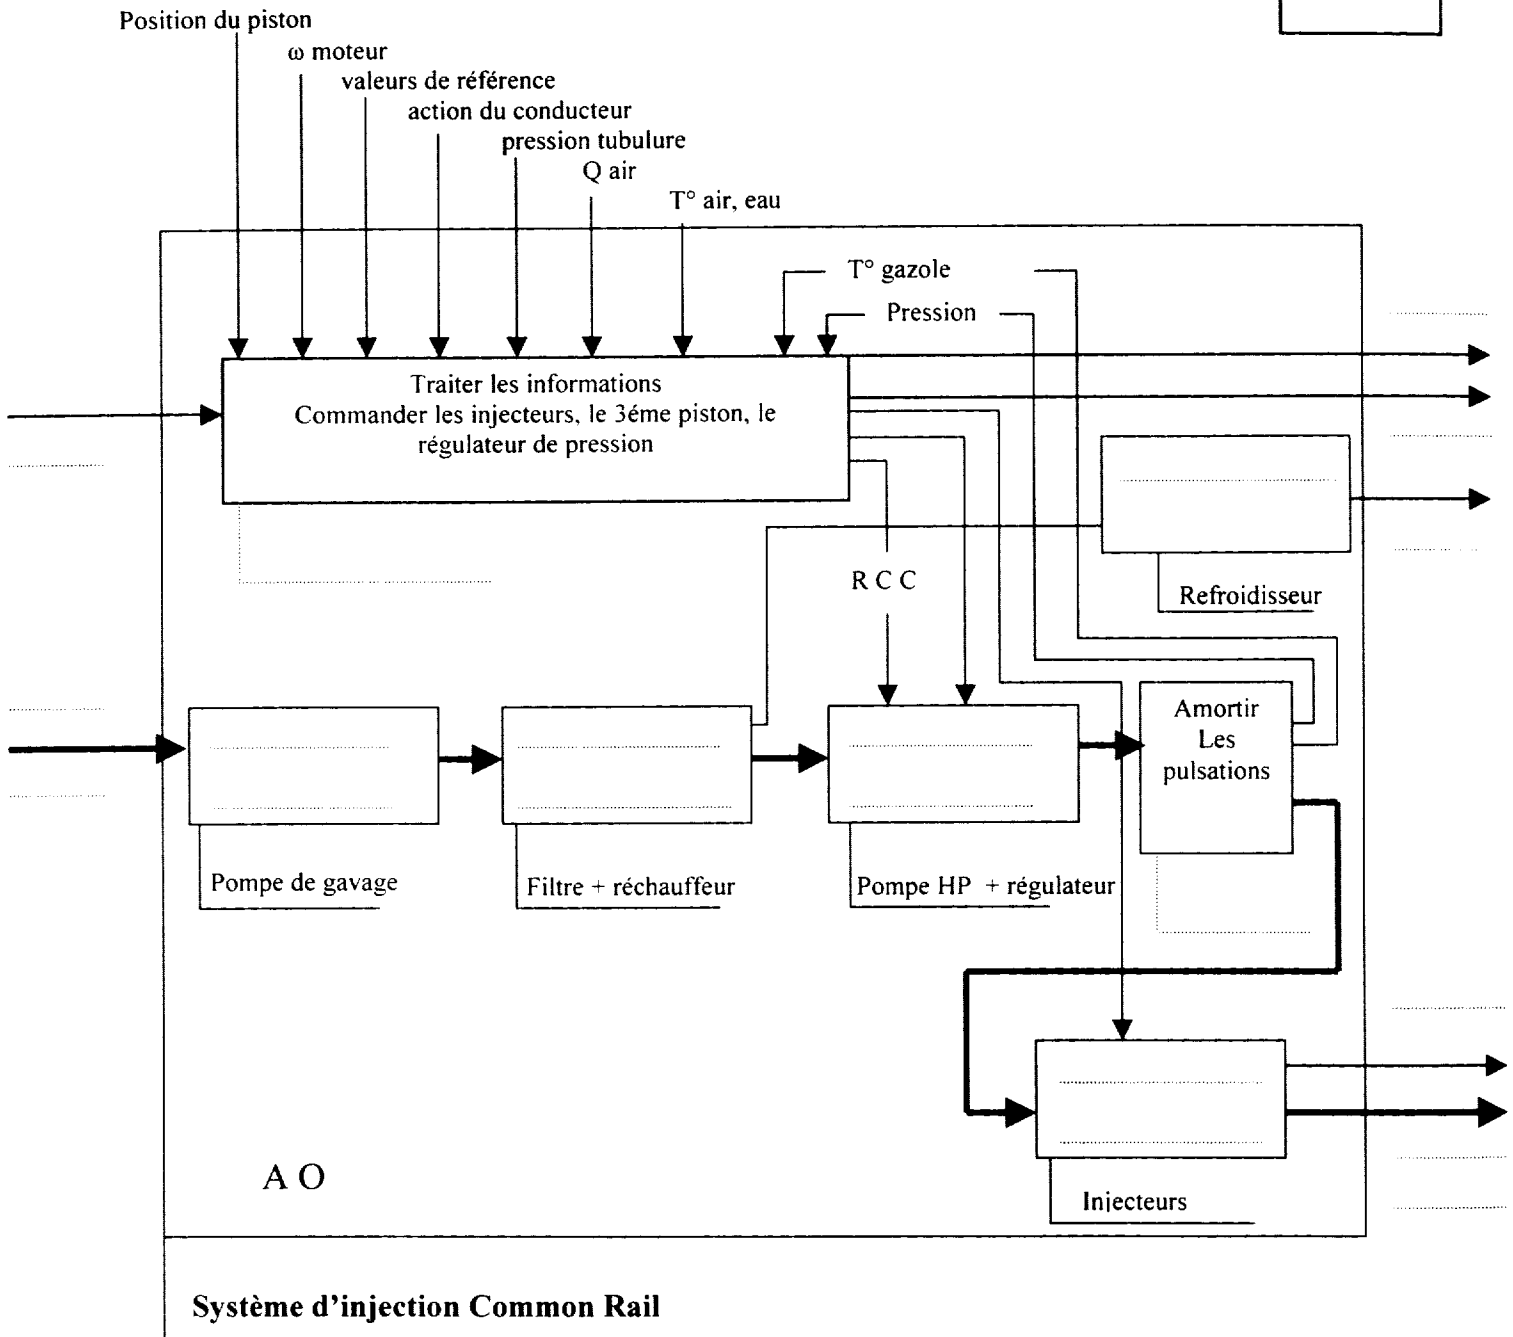 Position du piston
ω moteur
valeurs de référence
action du conducteur
pression tubulure
Q air
T° air, eau
T° gazole
Pression
Traiter les informations
Commander les injecteurs, le 3éme piston, le
régulateur de pression
R C C
Refroidisseur
Amortir
Les
pulsations
Pompe de gavage
Filtre + réchauffeur
Pompe HP + régulateur
A O
Injecteurs
Système d'injection Common Rail